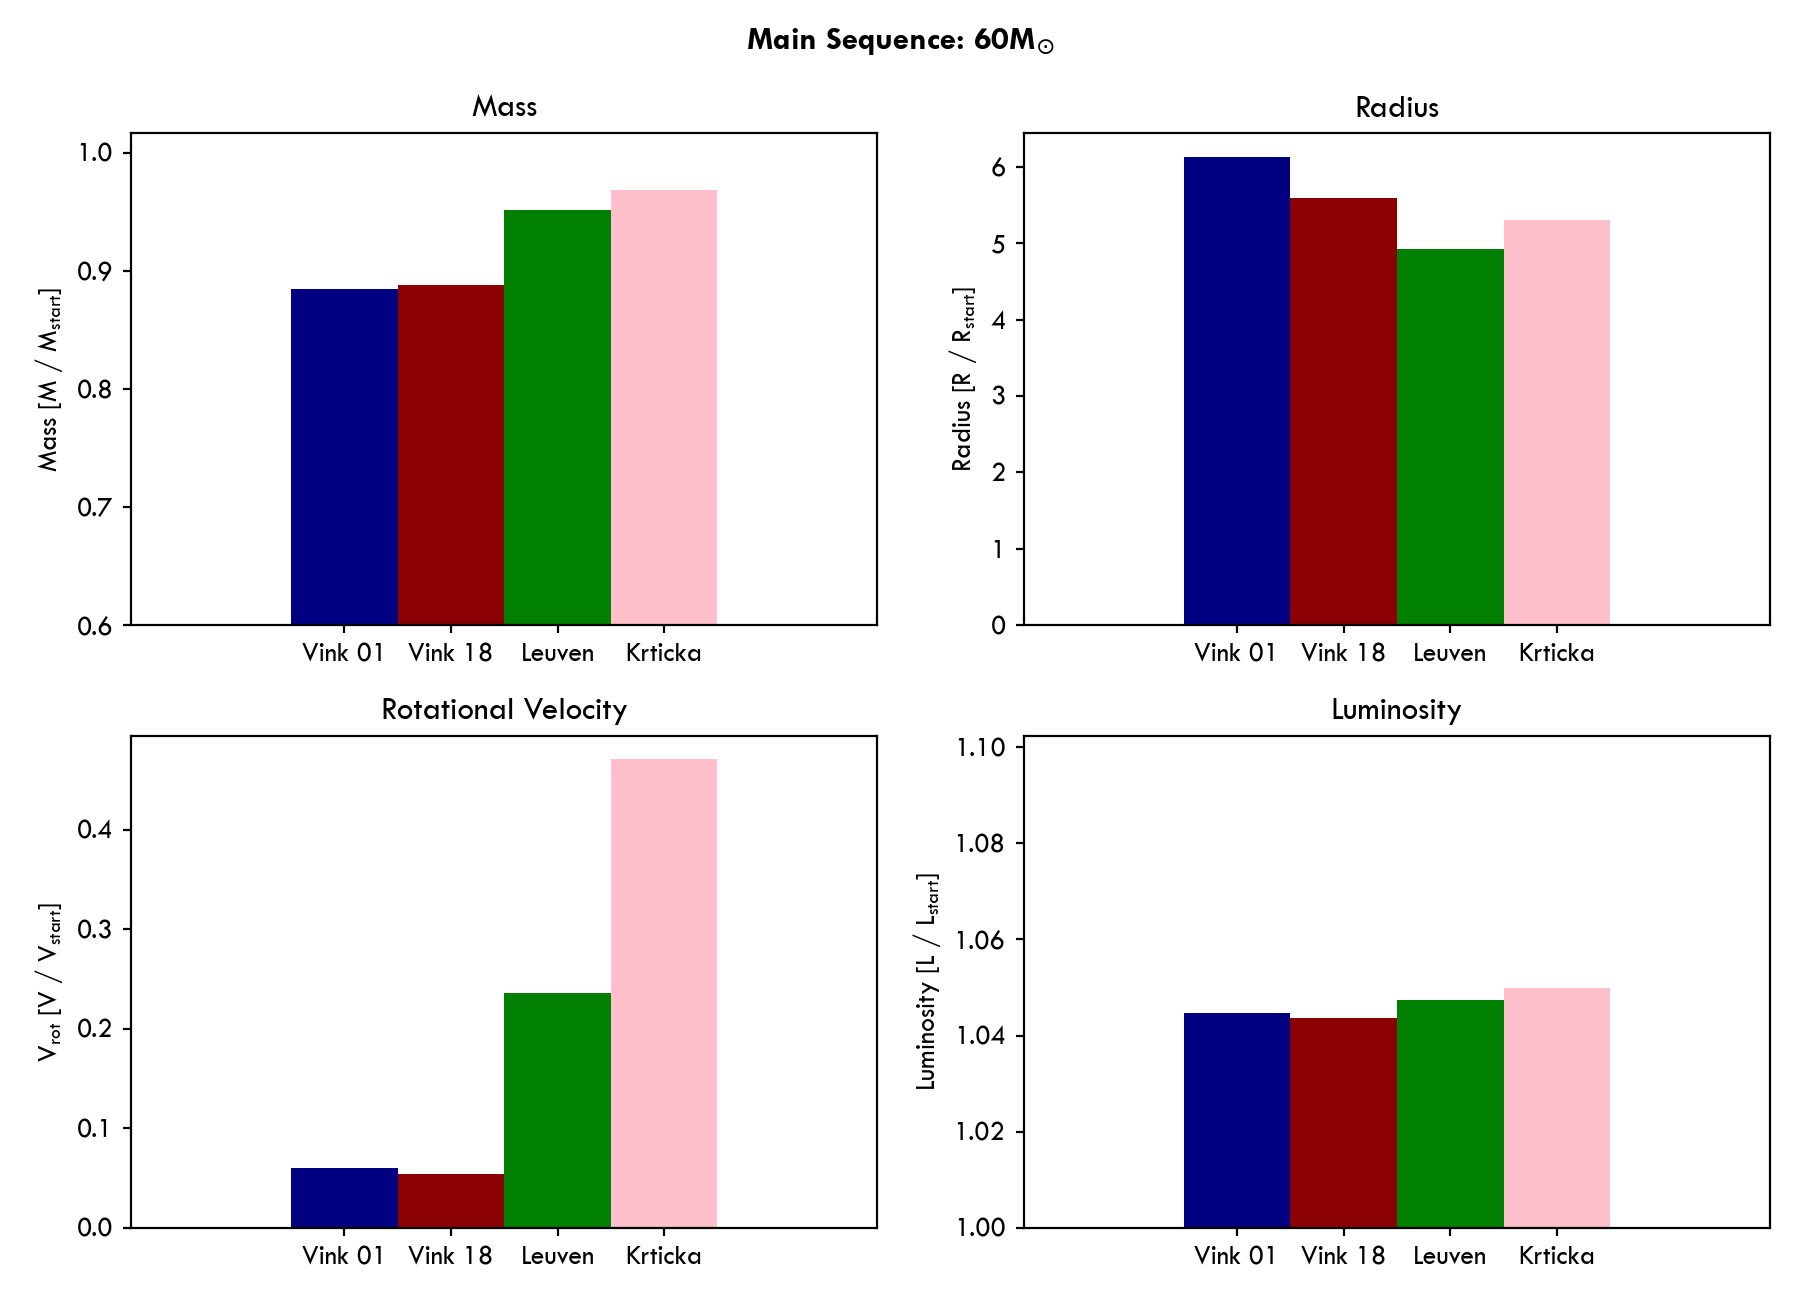 Main Sequence: 60M☉
Mass
Mass [M / Mstart]
1.0
0.9
0.8
0.7
0.6
Vink 01 Vink 18 Leuven Krticka
Radius
Radius [R / Rstart]
6
5
4
3
2
1
0
Vink 01 Vink 18 Leuven Krticka
Rotational Velocity
Vrot [V / Vstart]
0.4
0.3
0.2
0.1
0.0
Vink 01 Vink 18 Leuven Krticka
Luminosity
Luminosity [L / Lstart]
1.10
1.08
1.06
1.04
1.02
1.00
Vink 01 Vink 18 Leuven Krticka